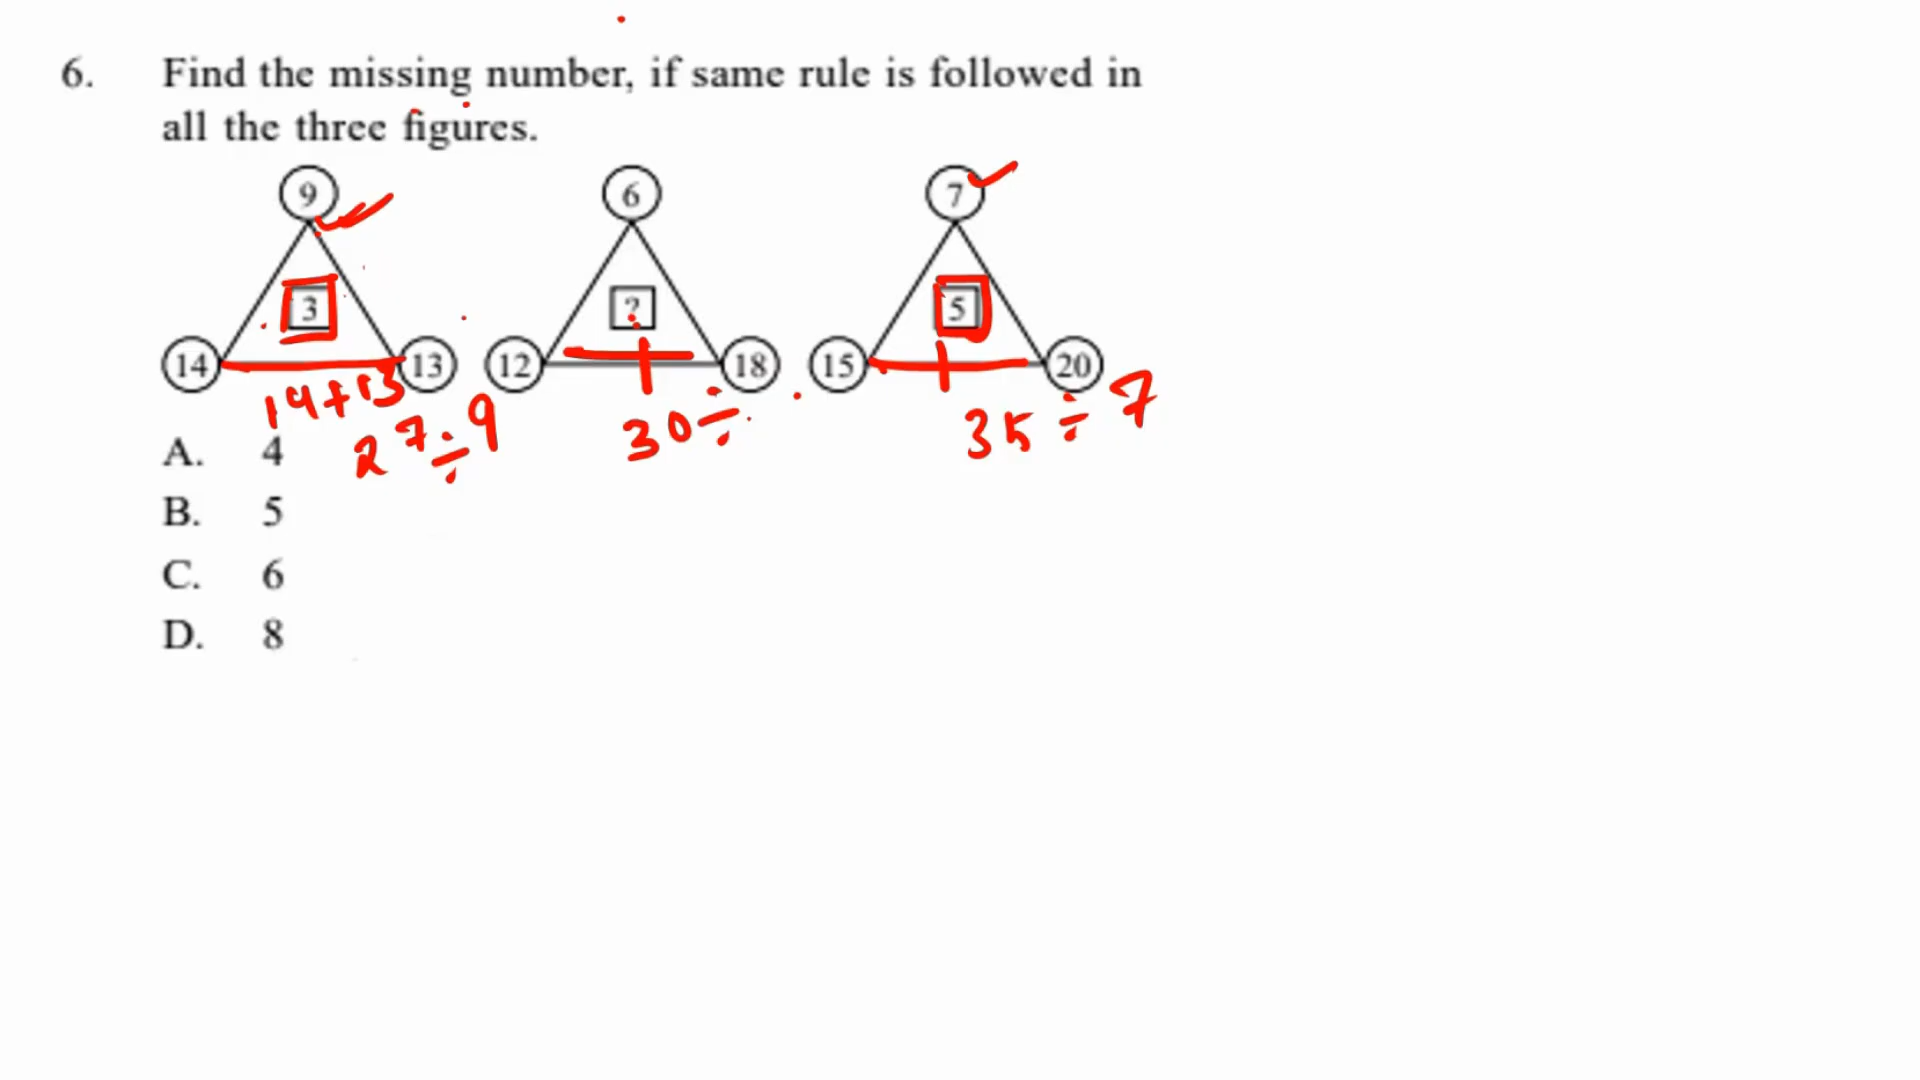 6. Find the missing number, if same rule is followed in
all the three figures.
9 6 7
3 ? 5
14 13 12 18 15 20
14+13
27÷9 30÷ 35÷7
A. 4
B. 5
C. 6
D. 8